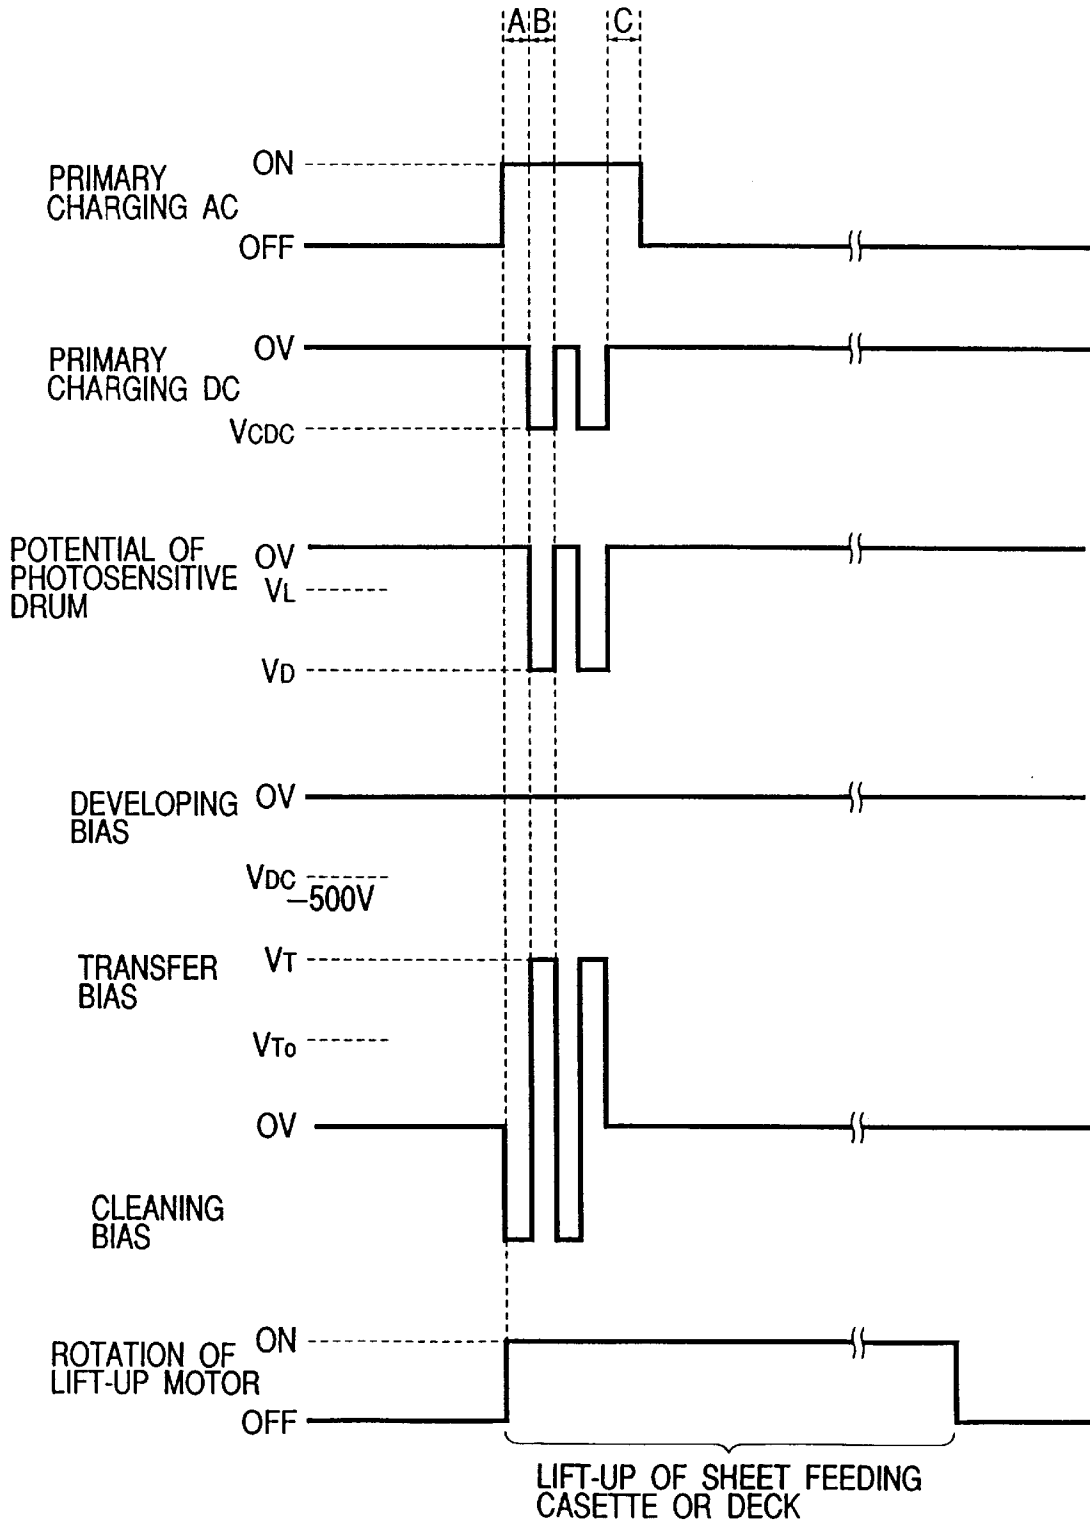 A B C
PRIMARY
CHARGING AC
ON
OFF
PRIMARY
CHARGING DC
OV
VCDC
POTENTIAL OF
PHOTOSENSITIVE
DRUM
OV
VL
VD
DEVELOPING
BIAS
OV
VDC
−500V
TRANSFER
BIAS
VT
VTo
OV
CLEANING
BIAS
ROTATION OF
LIFT-UP MOTOR
ON
OFF
LIFT-UP OF SHEET FEEDING
CASETTE OR DECK